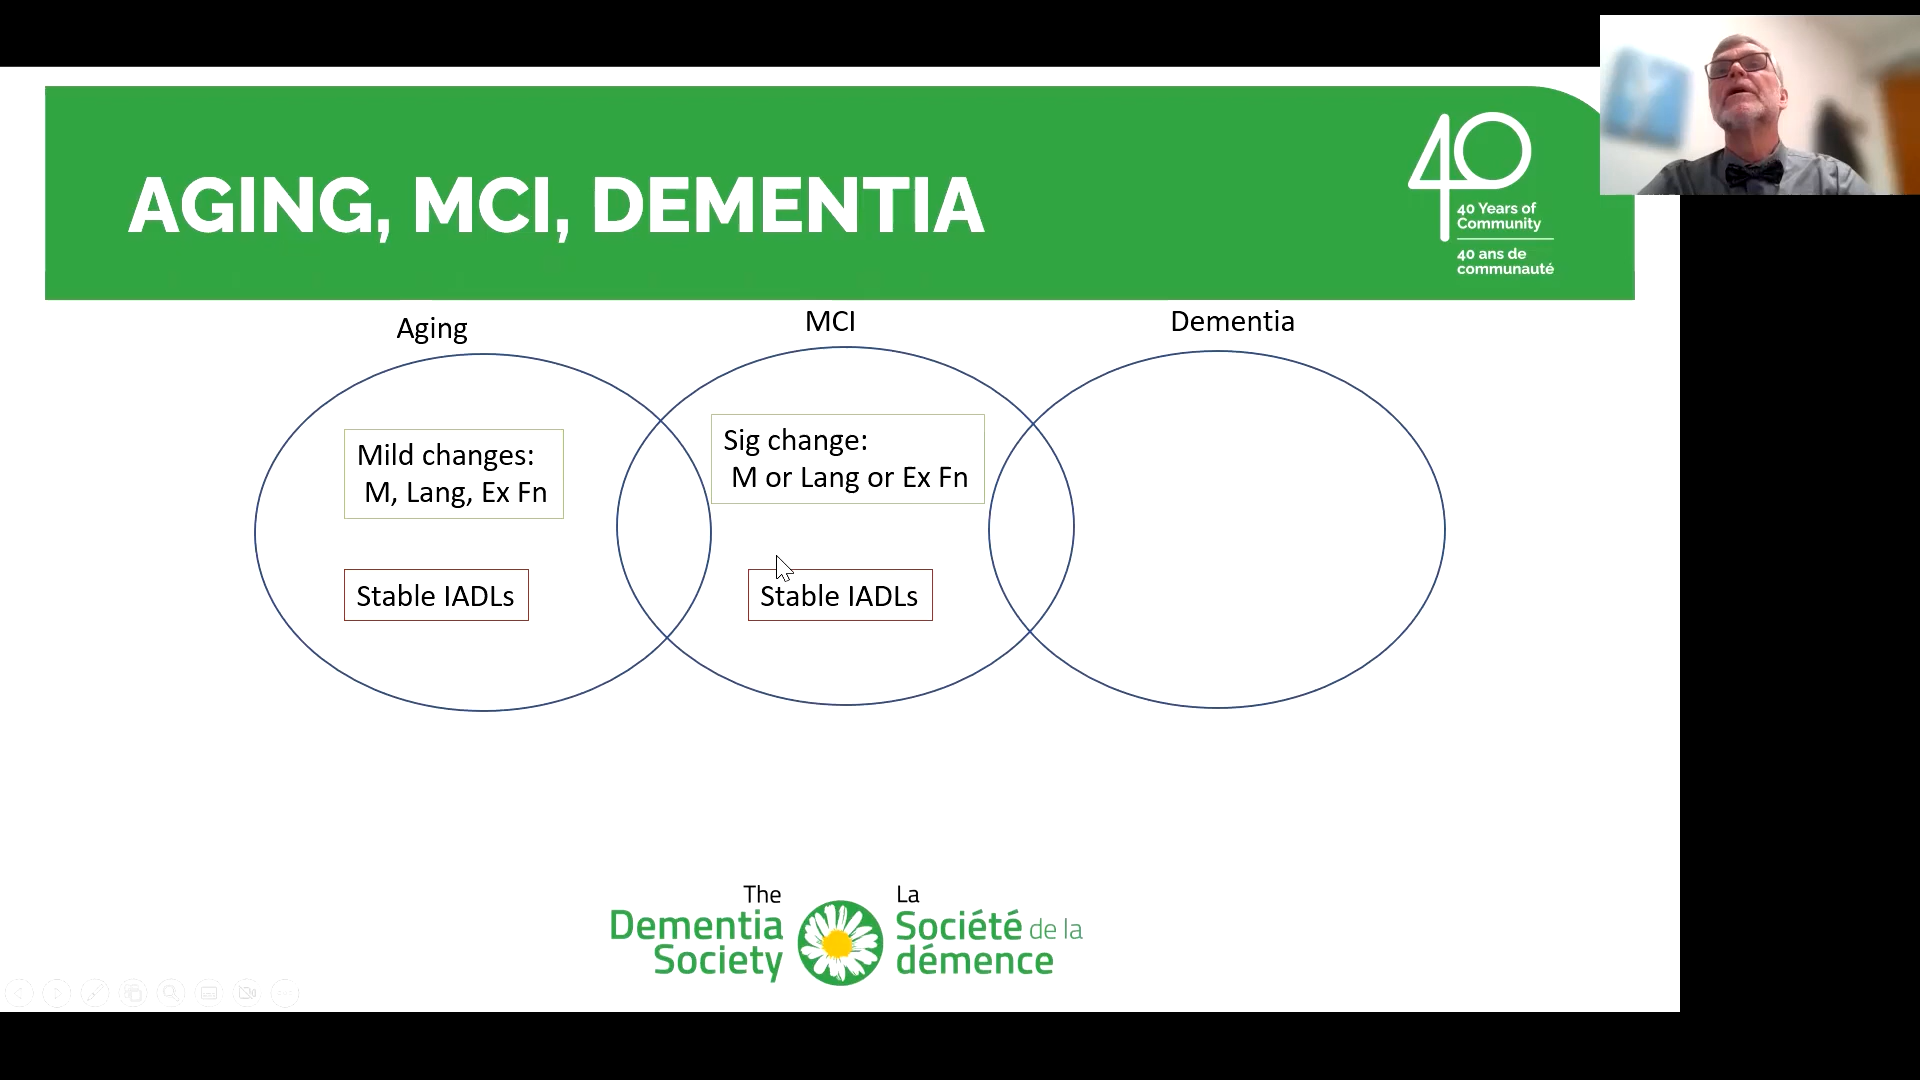 AGING, MCI, DEMENTIA
40
40 Years of
Community
40 ans de
communauté
Aging
MCI
Dementia
Mild changes:
M, Lang, Ex Fn
Sig change:
M or Lang or Ex Fn
Stable IADLs
Stable IADLs
The
Dementia
Society
La
Société de la
démence